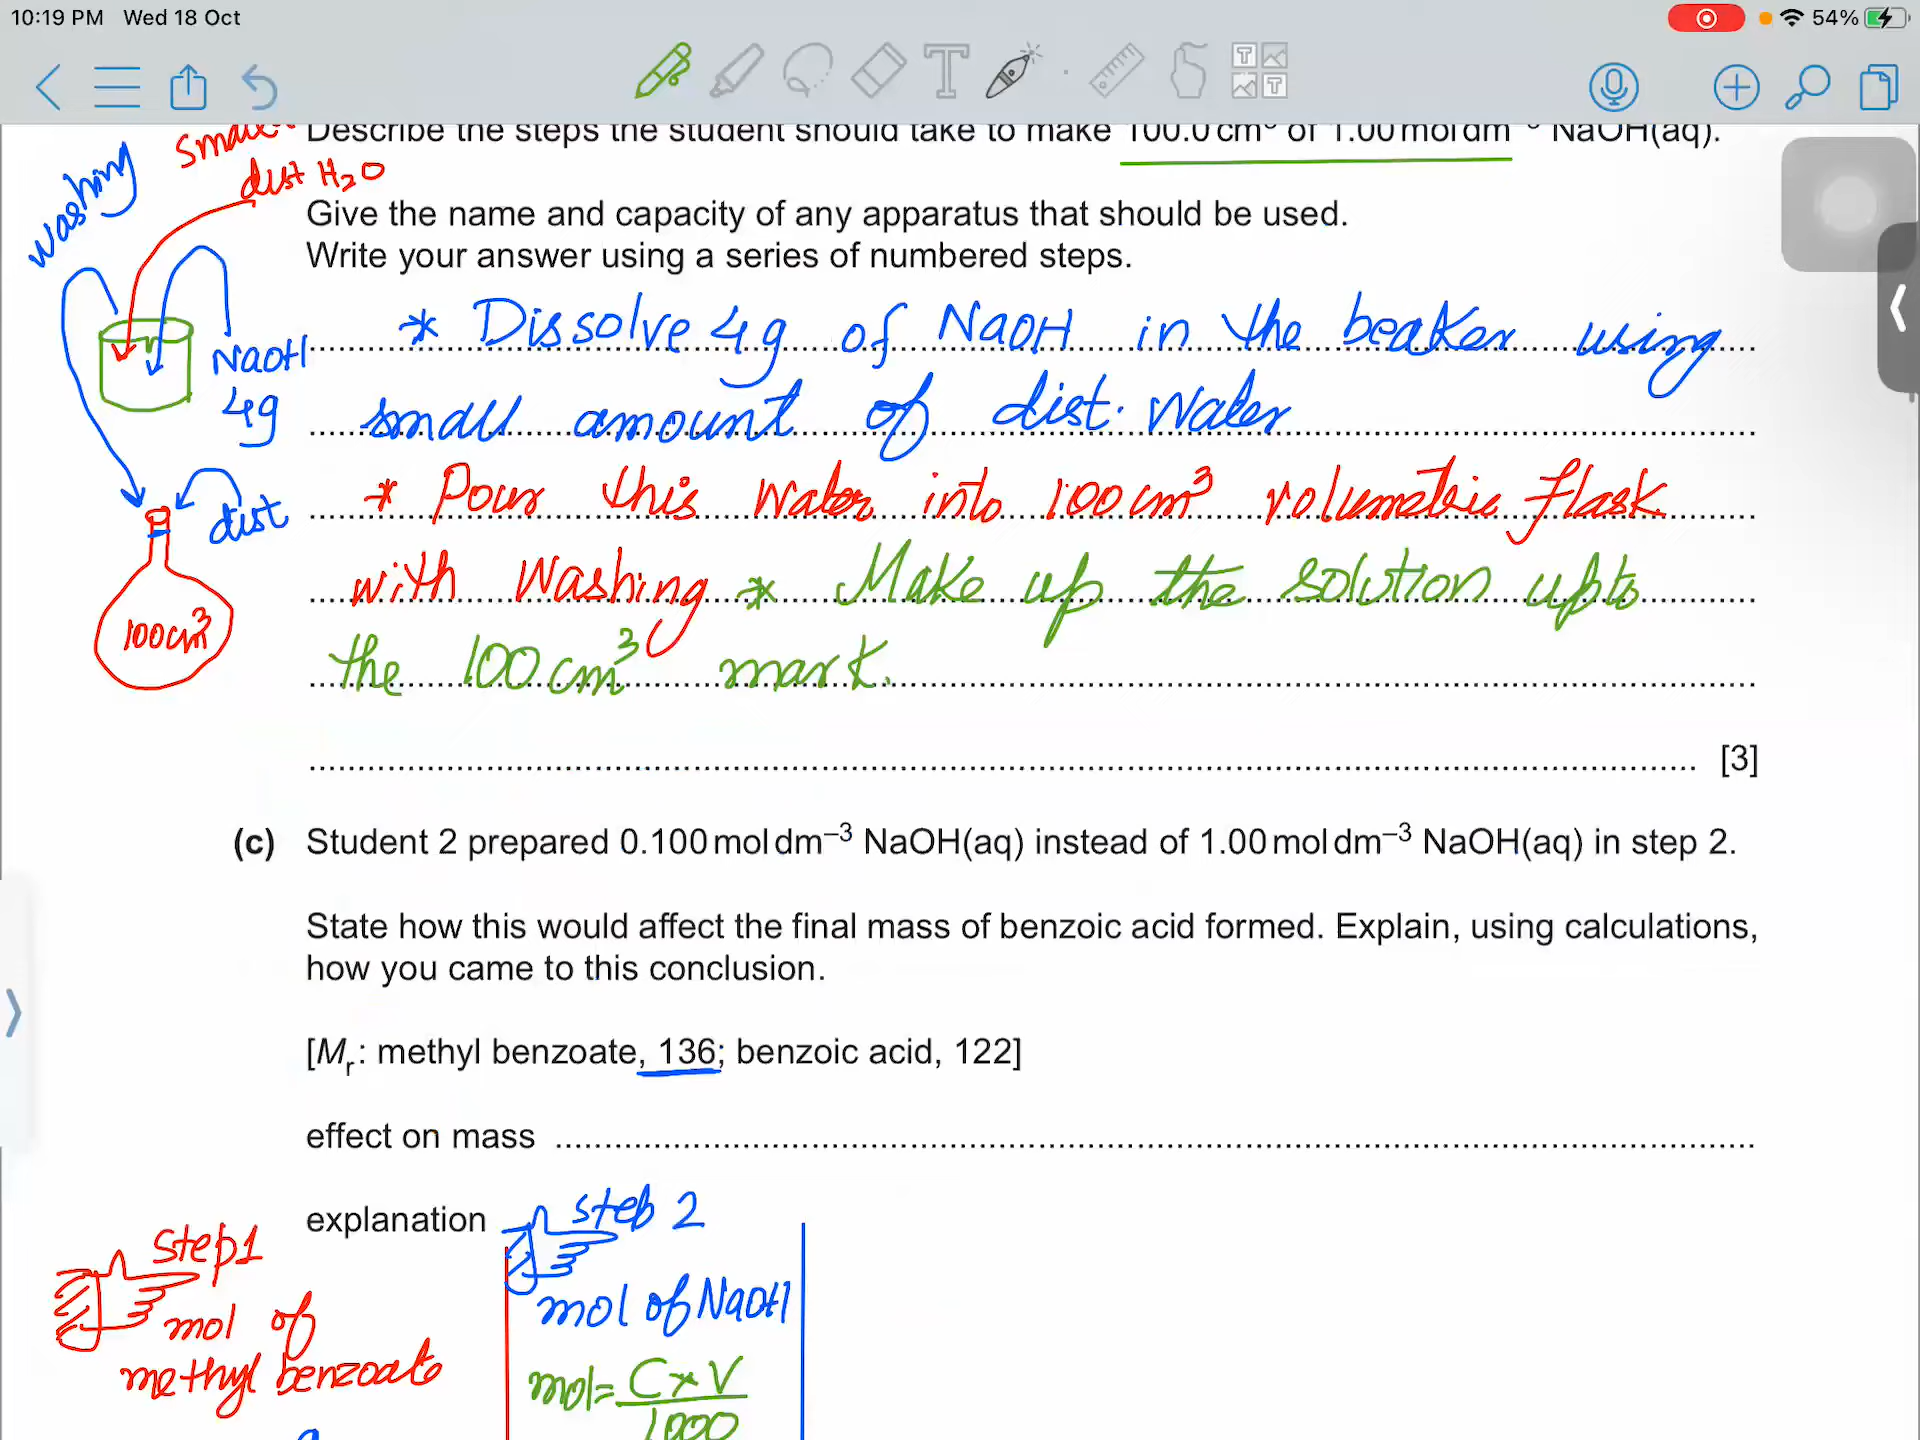 10:19 PM Wed 18 Oct
54%
Describe the steps the student should take to make 100.0 cm³ of 1.00 mol dm⁻³ NaOH(aq).
small
dist H₂O
washing
Give the name and capacity of any apparatus that should be used.
Write your answer using a series of numbered steps.
* Dissolve 4g of NaOH in the beaker using
NaOH
4g
small amount of dist. Water
* Pour this Water into 100 cm³ volumetric flask
dist
with Washing * Make up the solution upto
100cm³
the 100 cm³ mark.
[3]
(c) Student 2 prepared 0.100 mol dm⁻³ NaOH(aq) instead of 1.00 mol dm⁻³ NaOH(aq) in step 2.
State how this would affect the final mass of benzoic acid formed. Explain, using calculations,
how you came to this conclusion.
[Mᵣ: methyl benzoate, 136; benzoic acid, 122]
effect on mass
explanation
step1
mol of
methyl benzoate
step 2
mol of NaOH
mol = C × V
1000